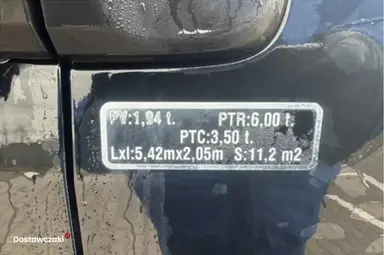 PV:1,94 t. PTR:6,00 t.
PTC:3,50 t.
Lxl:5,42mx2,05m S:11,2 m2
Dostawczaki